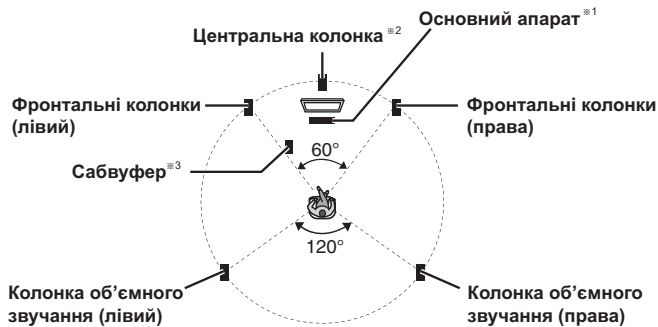 Основний апарат※1
Центральна колонка※2
Фронтальні колонки
(лівий)
Фронтальні колонки
(права)
Сабвуфер※3
60°
120°
Колонка об’ємного
звучання (лівий)
Колонка об’ємного
звучання (права)